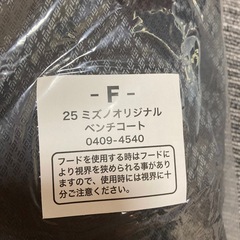 - F -
25 ミズノオリジナル
ベンチコート
0409-4540
フードを使用する時はフードに
より視界を狭められる事があり
ますので、使用時には視界に十
分ご注意ください。